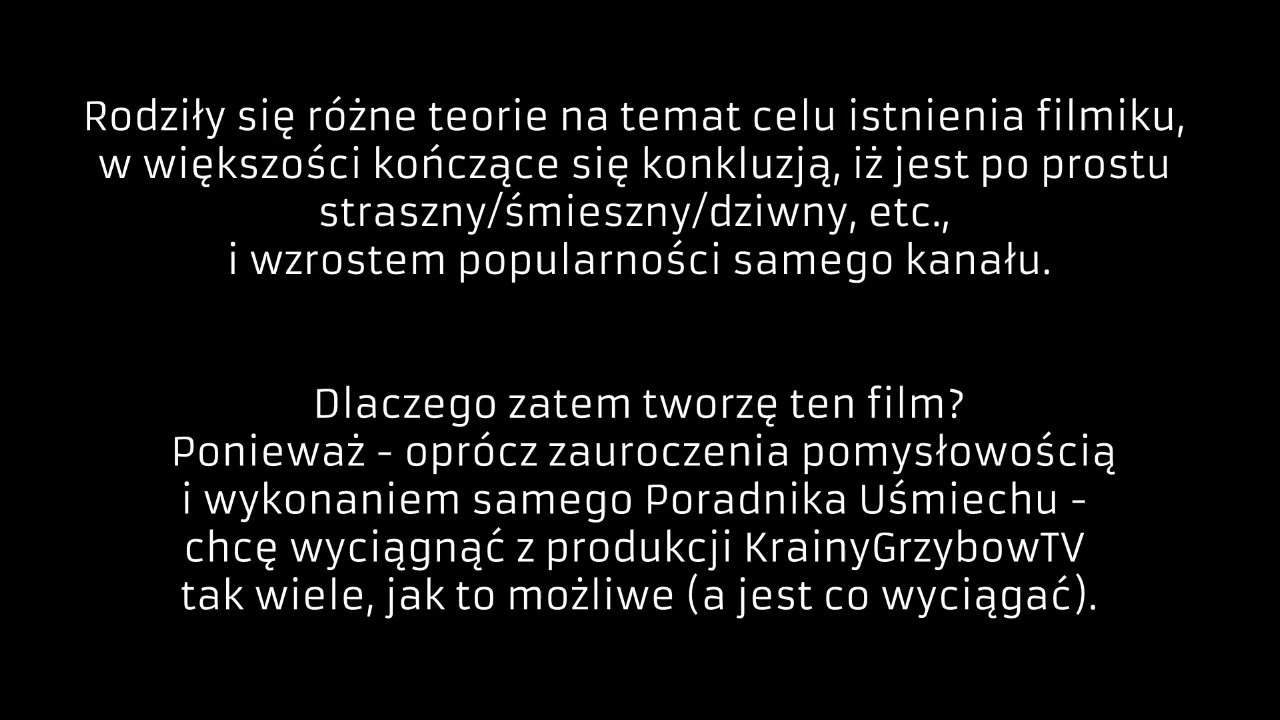 Rodziły się różne teorie na temat celu istnienia filmiku,
w większości kończące się konkluzją, iż jest po prostu
straszny/śmieszny/dziwny, etc.,
i wzrostem popularności samego kanału.
Dlaczego zatem tworzę ten film?
Ponieważ - oprócz zauroczenia pomysłowością
i wykonaniem samego Poradnika Uśmiechu -
chcę wyciągnąć z produkcji KrainyGrzybowTV
tak wiele, jak to możliwe (a jest co wyciągać).